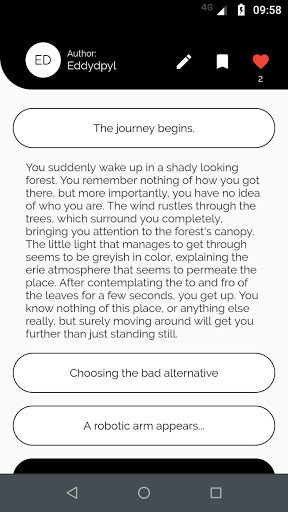 4G 09:58
ED
Author:
Eddydpyl
2
The journey begins.
You suddenly wake up in a shady looking
forest. You remember nothing of how you got
there, but more importantly, you have no idea
of who you are. The wind rustles through the
trees, which surround you completely,
bringing you attention to the forest's canopy.
The little light that manages to get through
seems to be greyish in color, explaining the
erie atmosphere that seems to permeate the
place. After contemplating the to and fro of
the leaves for a few seconds, you get up. You
know nothing of this place, or anything else
really, but surely moving around will get you
further than just standing still.
Choosing the bad alternative
A robotic arm appears...